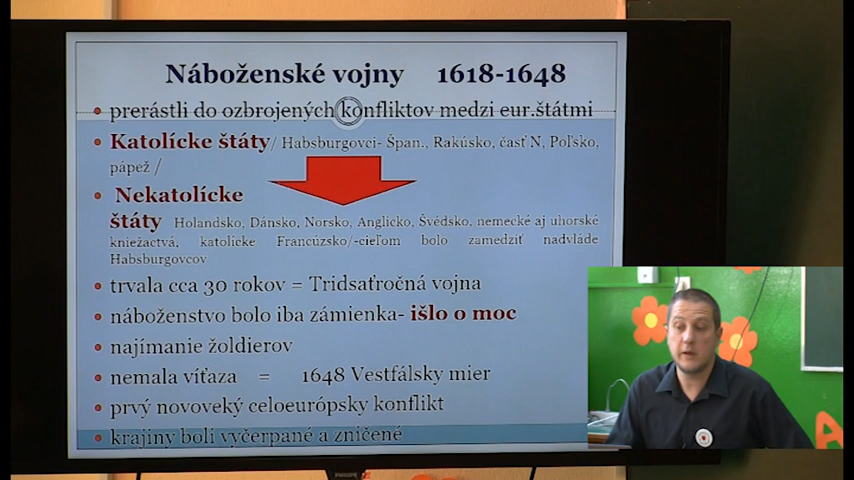 Náboženské vojny 1618-1648
prerástli do ozbrojených konfliktov medzi eur.štátmi
Katolícke štáty/ Habsburgovci- Špan., Rakúsko, časť N, Poľsko,
pápež /
Nekatolícke
štáty Holandsko, Dánsko, Norsko, Anglicko, Švédsko, nemecké aj uhorské
kniežactvá, katolícke Francúzsko/-cieľom bolo zamedziť nadvláde
Habsburgovcov
trvala cca 30 rokov = Tridsaťročná vojna
náboženstvo bolo iba zámienka- išlo o moc
najímanie žoldierov
nemala víťaza = 1648 Vestfálsky mier
prvý novoveký celoeurópsky konflikt
krajiny boli vyčerpané a zničené
PHILIPS
A